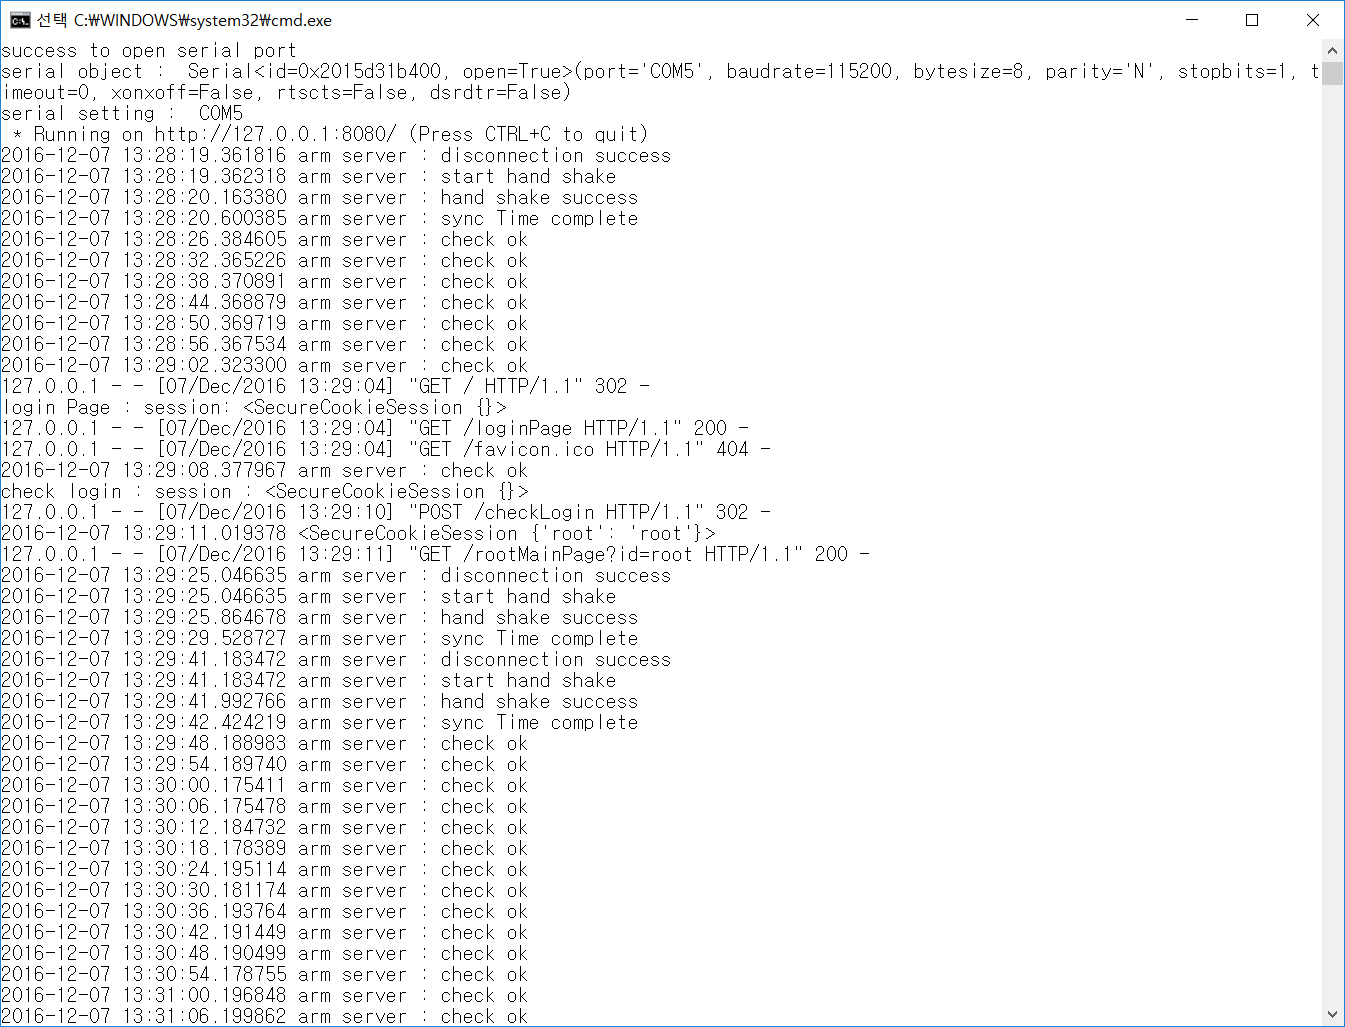 선택 C:₩WINDOWS₩system32₩cmd.exe
success to open serial port
serial object :  Serial<id=0x2015d31b400, open=True>(port='COM5', baudrate=115200, bytesize=8, parity='N', stopbits=1, t
imeout=0, xonxoff=False, rtscts=False, dsrdtr=False)
serial setting :  COM5
 * Running on http://127.0.0.1:8080/ (Press CTRL+C to quit)
2016-12-07 13:28:19.361816 arm server : disconnection success
2016-12-07 13:28:19.362318 arm server : start hand shake
2016-12-07 13:28:20.163380 arm server : hand shake success
2016-12-07 13:28:20.600385 arm server : sync Time complete
2016-12-07 13:28:26.384605 arm server : check ok
2016-12-07 13:28:32.365226 arm server : check ok
2016-12-07 13:28:38.370891 arm server : check ok
2016-12-07 13:28:44.368879 arm server : check ok
2016-12-07 13:28:50.369719 arm server : check ok
2016-12-07 13:28:56.367534 arm server : check ok
2016-12-07 13:29:02.323300 arm server : check ok
127.0.0.1 - - [07/Dec/2016 13:29:04] "GET / HTTP/1.1" 302 -
login Page : session: <SecureCookieSession {}>
127.0.0.1 - - [07/Dec/2016 13:29:04] "GET /loginPage HTTP/1.1" 200 -
127.0.0.1 - - [07/Dec/2016 13:29:04] "GET /favicon.ico HTTP/1.1" 404 -
2016-12-07 13:29:08.377967 arm server : check ok
check login : session : <SecureCookieSession {}>
127.0.0.1 - - [07/Dec/2016 13:29:10] "POST /checkLogin HTTP/1.1" 302 -
2016-12-07 13:29:11.019378 <SecureCookieSession {'root': 'root'}>
127.0.0.1 - - [07/Dec/2016 13:29:11] "GET /rootMainPage?id=root HTTP/1.1" 200 -
2016-12-07 13:29:25.046635 arm server : disconnection success
2016-12-07 13:29:25.046635 arm server : start hand shake
2016-12-07 13:29:25.864678 arm server : hand shake success
2016-12-07 13:29:29.528727 arm server : sync Time complete
2016-12-07 13:29:41.183472 arm server : disconnection success
2016-12-07 13:29:41.183472 arm server : start hand shake
2016-12-07 13:29:41.992766 arm server : hand shake success
2016-12-07 13:29:42.424219 arm server : sync Time complete
2016-12-07 13:29:48.188983 arm server : check ok
2016-12-07 13:29:54.189740 arm server : check ok
2016-12-07 13:30:00.175411 arm server : check ok
2016-12-07 13:30:06.175478 arm server : check ok
2016-12-07 13:30:12.184732 arm server : check ok
2016-12-07 13:30:18.178389 arm server : check ok
2016-12-07 13:30:24.195114 arm server : check ok
2016-12-07 13:30:30.181174 arm server : check ok
2016-12-07 13:30:36.193764 arm server : check ok
2016-12-07 13:30:42.191449 arm server : check ok
2016-12-07 13:30:48.190499 arm server : check ok
2016-12-07 13:30:54.178755 arm server : check ok
2016-12-07 13:31:00.196848 arm server : check ok
2016-12-07 13:31:06.199862 arm server : check ok